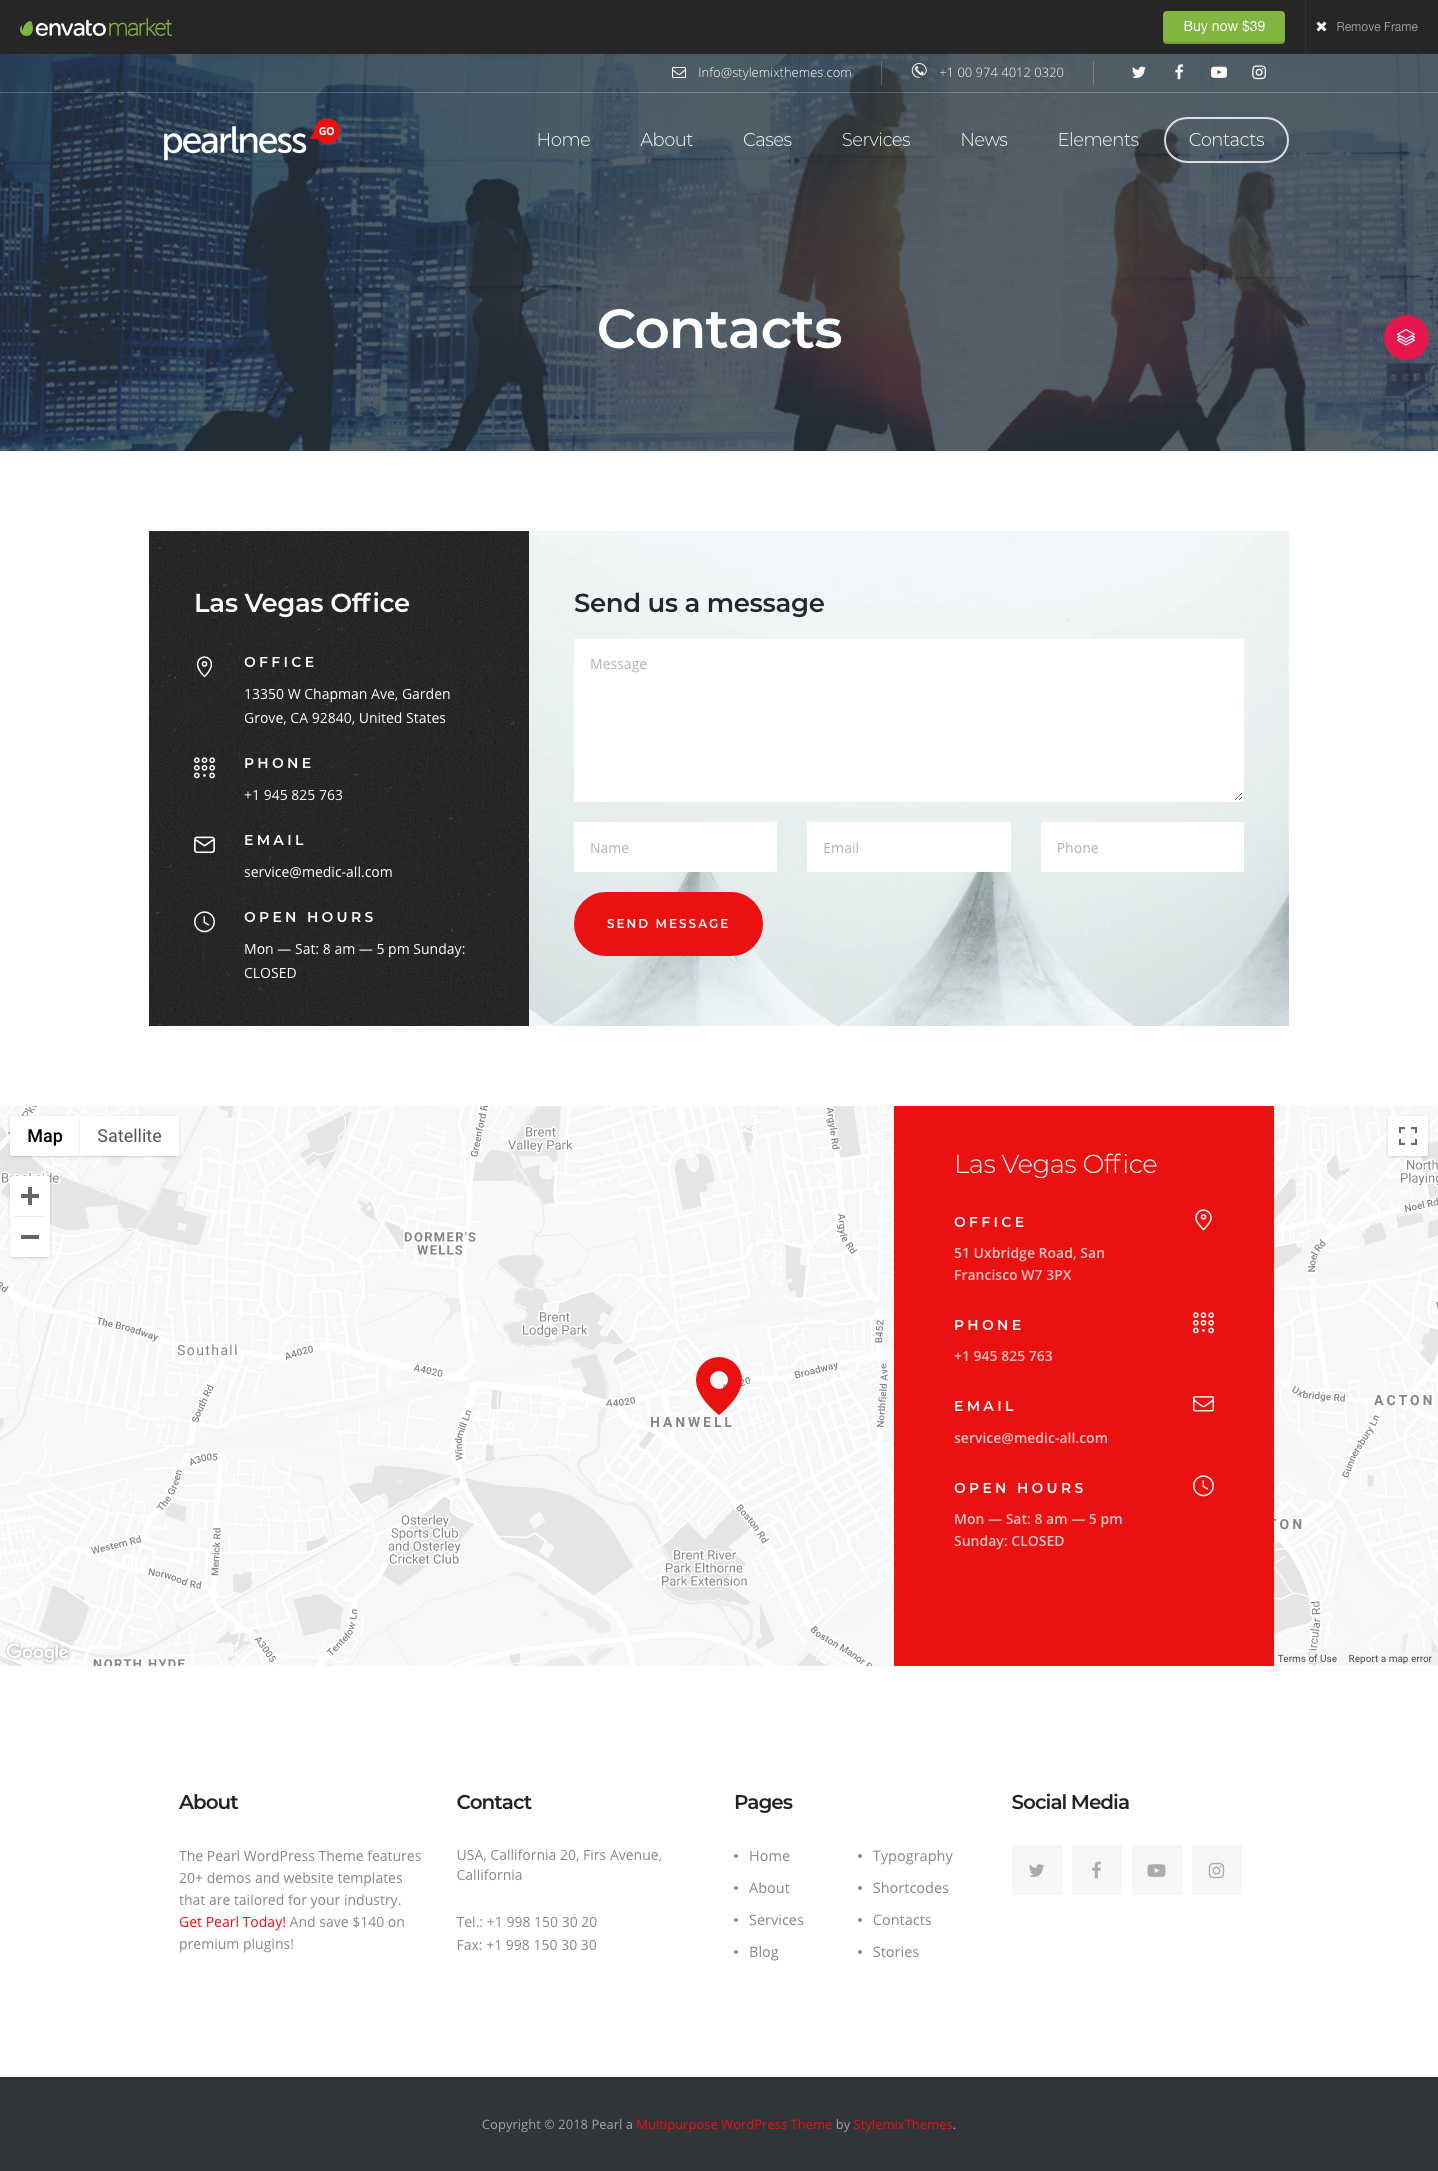 envatomarket
Buy now $39
Remove Frame
Info@stylemixthemes.com
+1 00 974 4012 0320
pearlness GO
Home
About
Cases
Services
News
Elements
Contacts
Contacts
Las Vegas Office
OFFICE
13350 W Chapman Ave, Garden
Grove, CA 92840, United States
PHONE
+1 945 825 763
EMAIL
service@medic-all.com
OPEN HOURS
Mon — Sat: 8 am — 5 pm Sunday:
CLOSED
Send us a message
Message
Name
Email
Phone
SEND MESSAGE
Map
Satellite
Greenford R
Brent
Valley Park
Argyle Rd
DORMER'S
WELLS
Argyle Rd
The Broadway
Southall
A4020
Brent
Lodge Park
B452
A4020
A4020
Broadway
HANWELL
Northfield Ave
South Rd
Windmill Ln
A3005
The Green
Western Rd
Merrick Rd
Norwood Rd
Osterley
Sports Club
and Osterley
Cricket Club
Boston Rd
Brent River
Park Elthorne
Park Extension
Tentelow Ln
A3005
Boston Manor R
NORTH HYDE
Google
Las Vegas Office
OFFICE
51 Uxbridge Road, San
Francisco W7 3PX
PHONE
+1 945 825 763
EMAIL
service@medic-all.com
OPEN HOURS
Mon — Sat: 8 am — 5 pm
Sunday: CLOSED
North
Playing
Noel Rd
Noel Rd
Uxbridge Rd
ACTON
Gunnersbury Ln
TON
ircular Rd
Terms of Use
Report a map error
About
The Pearl WordPress Theme features
20+ demos and website templates
that are tailored for your industry.
Get Pearl Today! And save $140 on
premium plugins!
Contact
USA, Callifornia 20, Firs Avenue,
Callifornia
Tel.: +1 998 150 30 20
Fax: +1 998 150 30 30
Pages
Home
About
Services
Blog
Typography
Shortcodes
Contacts
Stories
Social Media
Copyright © 2018 Pearl a Multipurpose WordPress Theme by StylemixThemes.